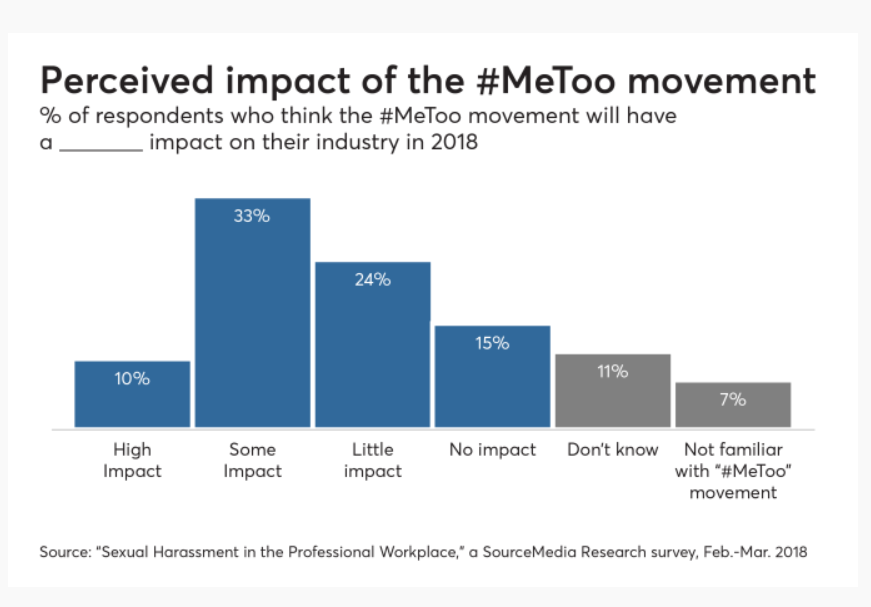 Perceived impact of the #MeToo movement
% of respondents who think the #MeToo movement will have
a ________ impact on their industry in 2018
33%
24%
15%
10%
11%
7%
High
Impact
Some
Impact
Little
impact
No impact
Don't know
Not familiar
with "#MeToo"
movement
Source: "Sexual Harassment in the Professional Workplace," a SourceMedia Research survey, Feb.-Mar. 2018